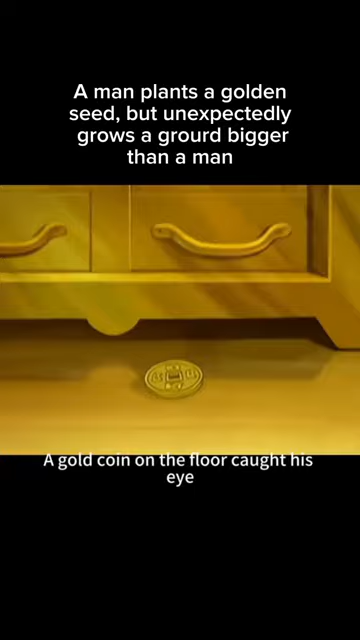 A man plants a golden
seed, but unexpectedly
grows a grourd bigger
than a man
A gold coin on the floor caught his
eye